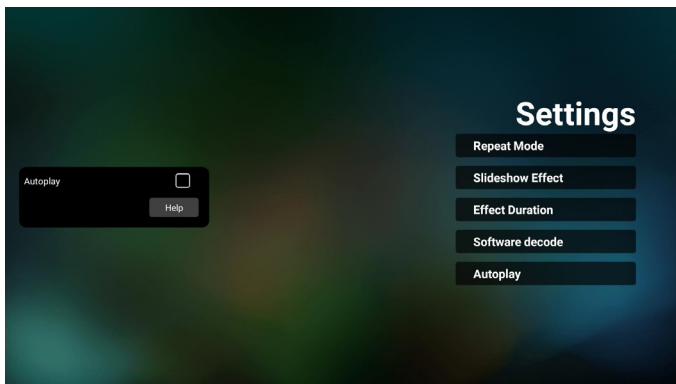 Settings
Repeat Mode
Slideshow Effect
Effect Duration
Software decode
Autoplay
Autoplay
Help